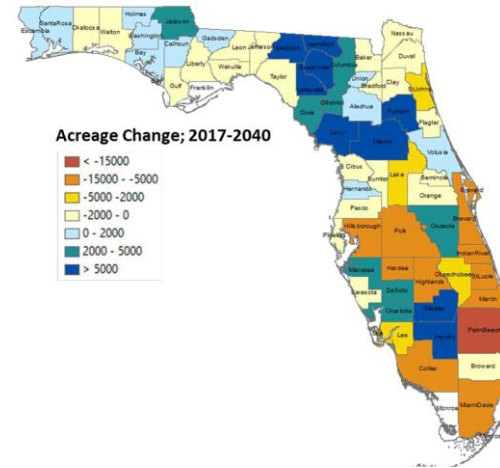 Holmes
Jackson
Nassau
SantaRosa
Okaloosa
Walton
Washington
Gadsden
Leon
Jefferson
Madison
Hamilton
Baker
Duval
Escambia
Bay
Calhoun
Liberty
Wakulla
Taylor
Suwannee
Columbia
Union
Bradford
Clay
Gulf
Franklin
Lafayette
Gilchrist
Alachua
Dixie
Putnam
Flagler
Acreage Change; 2017-2040
Levy
Marion
Volusia
< -15000
-15000 - -5000
-5000-2000
-2000 - 0
0 - 2000
2000 - 5000
> 5000
Citrus
Sumter
Lake
Seminole
Hernando
Orange
Pasco
Brevard
Hillsborough
Polk
Osceola
Brevard
IndianRiver
Manatee
Hardee
Highlands
Okeechobee
StLucie
Sarasota
DeSoto
Martin
Charlotte
Glades
Lee
Hendry
PalmBeach
Collier
Broward
Monroe
MiamiDade